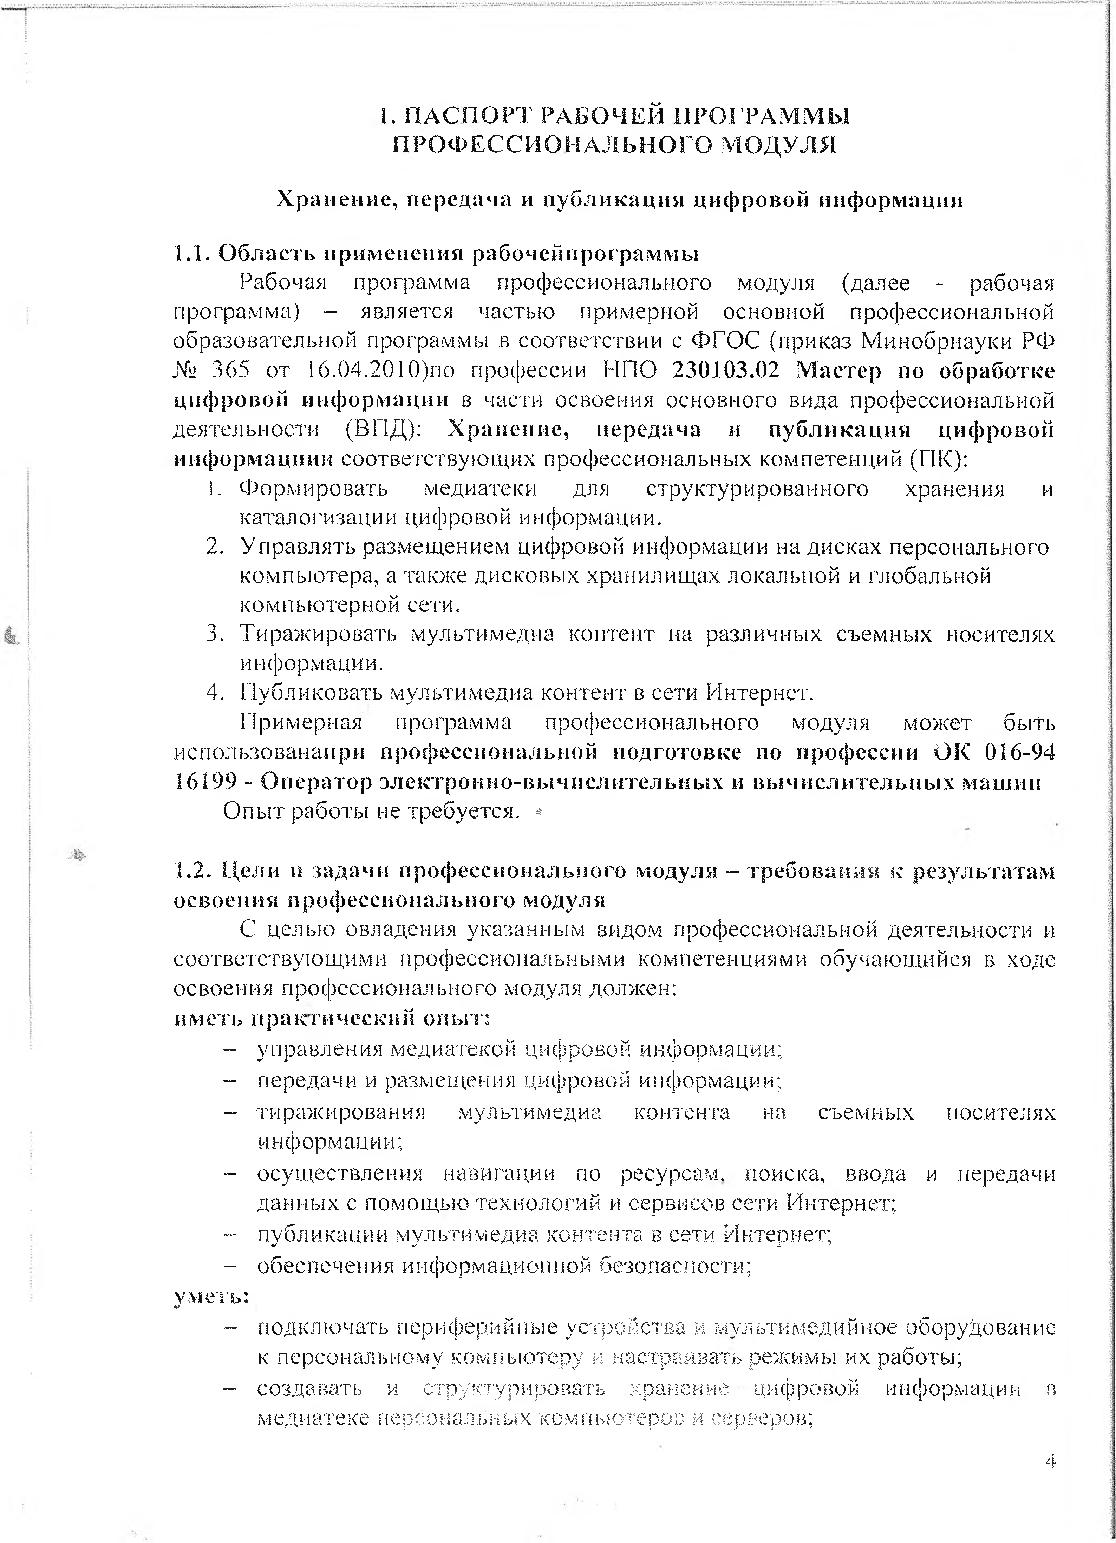 1. ПАСПОРТ РАБОЧЕЙ ПРОГРАММЫ
ПРОФЕССИОНАЛЬНОГО МОДУЛЯ
Хранение, передача и публикация цифровой информации
1.1. Область применения рабочейпрограммы
Рабочая программа профессионального модуля (далее - рабочая
программа) – является частью примерной основной профессиональной
образовательной программы в соответствии с ФГОС (приказ Минобрнауки РФ
№ 365 от 16.04.2010)по профессии НПО 230103.02 Мастер по обработке
цифровой информации в части освоения основного вида профессиональной
деятельности (ВПД): Хранение, передача и публикация цифровой
информациии соответствующих профессиональных компетенций (ПК):
1. Формировать медиатеки для структурированного хранения и
каталогизации цифровой информации.
2. Управлять размещением цифровой информации на дисках персонального
компьютера, а также дисковых хранилищах локальной и глобальной
компьютерной сети.
3. Тиражировать мультимедиа контент на различных съемных носителях
информации.
4. Публиковать мультимедиа контент в сети Интернет.
Примерная программа профессионального модуля может быть
использованапри профессиональной подготовке по профессии ОК 016-94
16199 - Оператор электронно-вычислительных и вычислительных машин
Опыт работы не требуется.
1.2. Цели и задачи профессионального модуля – требования к результатам
освоения профессионального модуля
С целью овладения указанным видом профессиональной деятельности и
соответствующими профессиональными компетенциями обучающийся в ходе
освоения профессионального модуля должен:
иметь практический опыт:
– управления медиатекой цифровой информации;
– передачи и размещения цифровой информации;
– тиражирования мультимедиа контента на съемных носителях
информации;
– осуществления навигации по ресурсам, поиска, ввода и передачи
данных с помощью технологий и сервисов сети Интернет;
– публикации мультимедиа контента в сети Интернет;
– обеспечения информационной безопасности;
уметь:
– подключать периферийные устройства и мультимедийное оборудование
к персональному компьютеру и настраивать режимы их работы;
– создавать и структурировать хранение цифровой информации в
медиатеке персональных компьютеров и серверов;
4